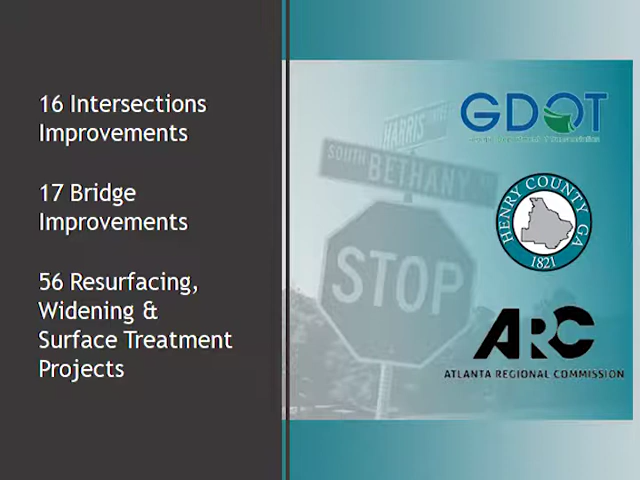 16 Intersections
Improvements
17 Bridge
Improvements
56 Resurfacing,
Widening &
Surface Treatment
Projects
HARRIS
SOUTH BETHANY
STOP
GDOT
HENRY COUNTY GA
1821
ARC
ATLANTA REGIONAL COMMISSION